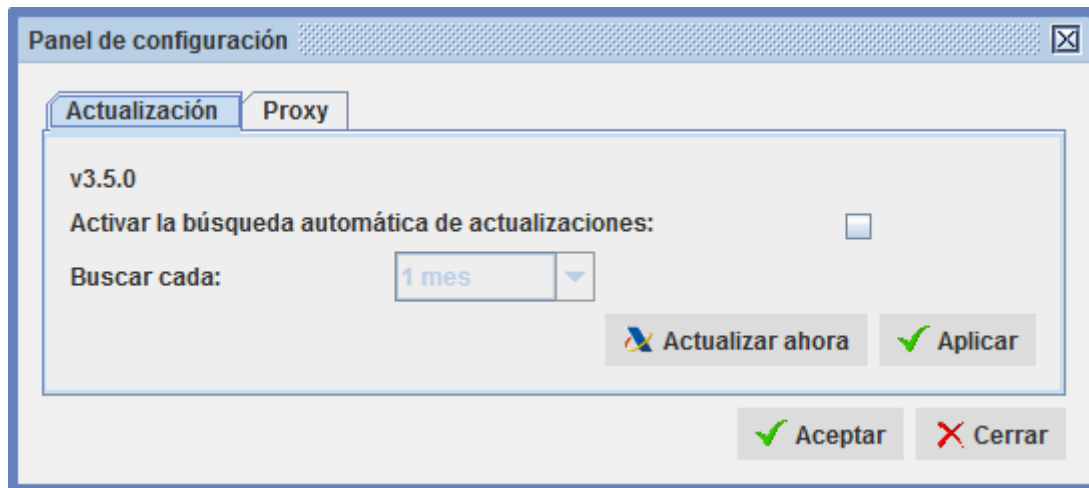 Panel de configuración
Actualización Proxy
v3.5.0
Activar la búsqueda automática de actualizaciones:
Buscar cada: 1 mes
Actualizar ahora Aplicar
Aceptar Cerrar